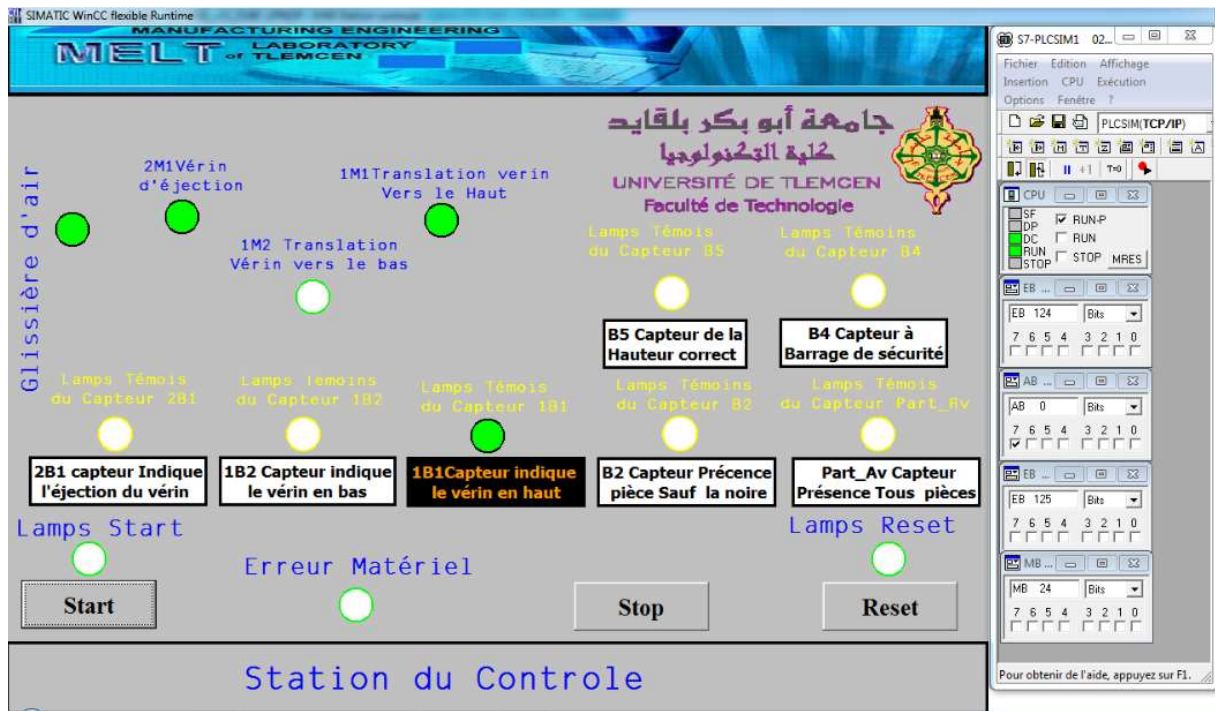 SIMATIC WinCC flexible Runtime
MANUFACTURING ENGINEERING
MELT LABORATORY
of TLEMCEN
جامعة أبو بكر بلقايد
كلية التكنولوجيا
UNIVERSITÉ DE TLEMCEN
Faculté de Technologie
Glissière d'air
2M1Vérin
d'éjection
1M1Translation verin
Vers le Haut
1M2 Translation
Vérin vers le bas
Lamps Témoins
du Capteur B5
Lamps Témoins
du Capteur B4
B5 Capteur de la
Hauteur correct
B4 Capteur à
Barrage de sécurité
Lamps Témois
du Capteur 2B1
Lamps Temoins
du Capteur 1B2
Lamps Témois
du Capteur 1B1
Lamps Témoins
du Capteur B2
Lamps Témois
du Capteur Part_Av
2B1 capteur Indique
l'éjection du vérin
1B2 Capteur indique
le vérin en bas
1B1Capteur indique
le vérin en haut
B2 Capteur Précence
pièce Sauf la noire
Part_Av Capteur
Présence Tous pièces
Lamps Start
Lamps Reset
Erreur Matériel
Start
Stop
Reset
Station du Controle
S7-PLCSIM1 02...
Fichier Edition Affichage
Insertion CPU Exécution
Options Fenêtre ?
PLCSIM(TCP/IP)
T=0
CPU
SF
DP
DC
RUN
STOP
RUN-P
RUN
STOP MRES
EB ...
EB 124 Bits
7 6 5 4 3 2 1 0
AB ...
AB 0 Bits
7 6 5 4 3 2 1 0
EB ...
EB 125 Bits
7 6 5 4 3 2 1 0
MB ...
MB 24 Bits
7 6 5 4 3 2 1 0
Pour obtenir de l'aide, appuyez sur F1.